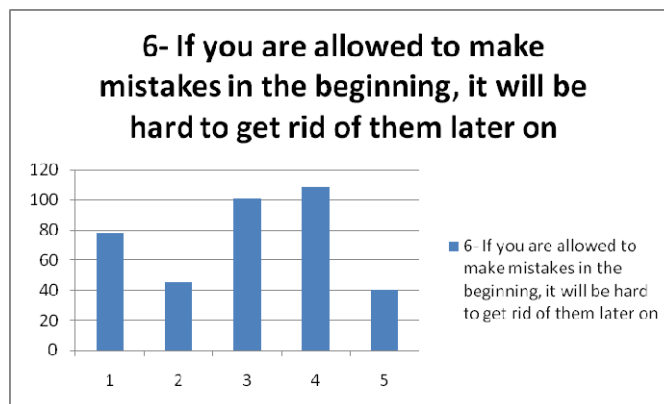 6- If you are allowed to make
mistakes in the beginning, it will be
hard to get rid of them later on
120
100
80
60
40
20
0
1 2 3 4 5
6- If you are allowed to
make mistakes in the
beginning, it will be hard
to get rid of them later on